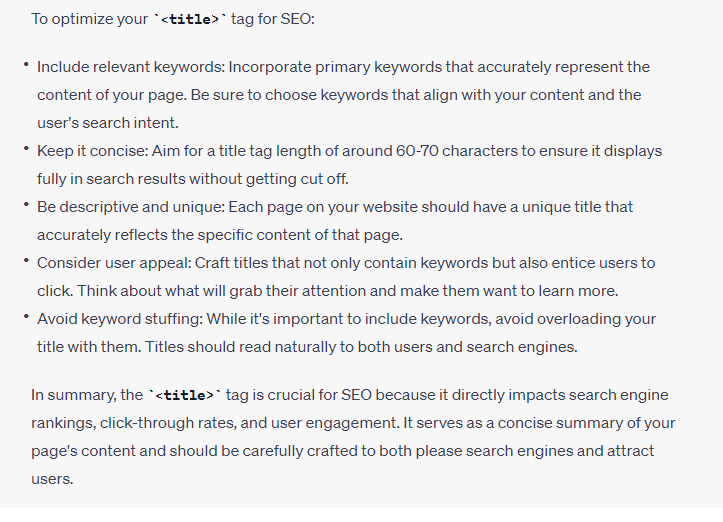 To optimize your `<title>` tag for SEO:
• Include relevant keywords: Incorporate primary keywords that accurately represent the
content of your page. Be sure to choose keywords that align with your content and the
user's search intent.
• Keep it concise: Aim for a title tag length of around 60-70 characters to ensure it displays
fully in search results without getting cut off.
• Be descriptive and unique: Each page on your website should have a unique title that
accurately reflects the specific content of that page.
• Consider user appeal: Craft titles that not only contain keywords but also entice users to
click. Think about what will grab their attention and make them want to learn more.
• Avoid keyword stuffing: While it's important to include keywords, avoid overloading your
title with them. Titles should read naturally to both users and search engines.
In summary, the `<title>` tag is crucial for SEO because it directly impacts search engine
rankings, click-through rates, and user engagement. It serves as a concise summary of your
page's content and should be carefully crafted to both please search engines and attract
users.